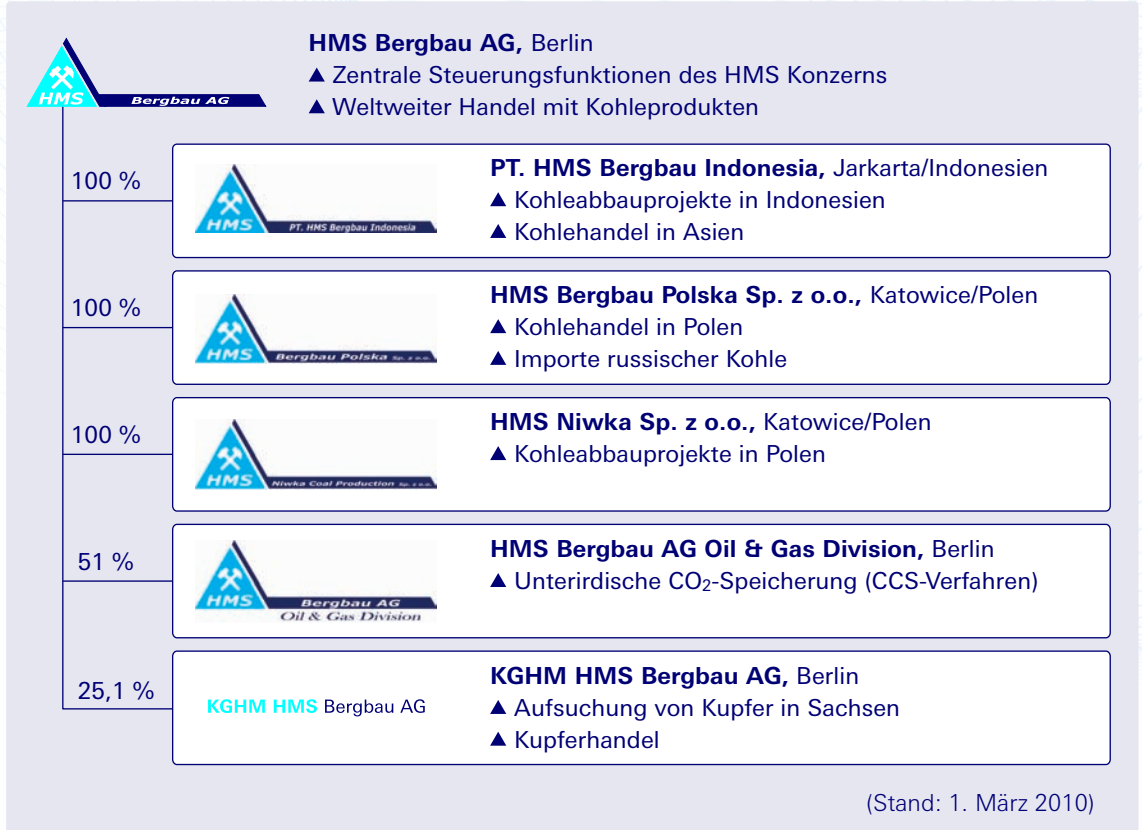 HMS Bergbau AG, Berlin
▲ Zentrale Steuerungsfunktionen des HMS Konzerns
▲ Weltweiter Handel mit Kohleprodukten
HMS
Bergbau AG
100 %
HMS
PT. HMS Bergbau Indonesia
PT. HMS Bergbau Indonesia, Jarkarta/Indonesien
▲ Kohleabbauprojekte in Indonesien
▲ Kohlehandel in Asien
100 %
HMS
Bergbau Polska Sp. z o.o.
HMS Bergbau Polska Sp. z o.o., Katowice/Polen
▲ Kohlehandel in Polen
▲ Importe russischer Kohle
100 %
HMS
Niwka Coal Production Sp. z o.o.
HMS Niwka Sp. z o.o., Katowice/Polen
▲ Kohleabbauprojekte in Polen
51 %
HMS
Bergbau AG
Oil & Gas Division
HMS Bergbau AG Oil & Gas Division, Berlin
▲ Unterirdische CO₂-Speicherung (CCS-Verfahren)
25,1 %
KGHM HMS Bergbau AG
KGHM HMS Bergbau AG, Berlin
▲ Aufsuchung von Kupfer in Sachsen
▲ Kupferhandel
(Stand: 1. März 2010)